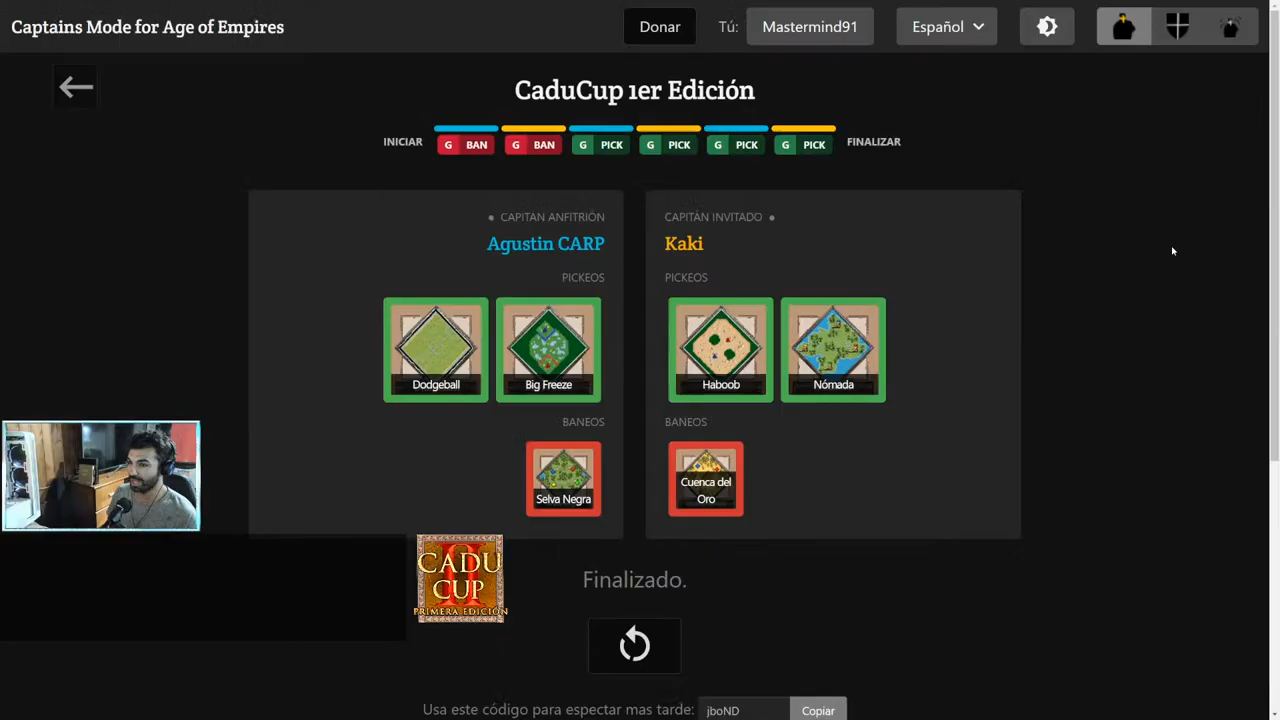 Captains Mode for Age of Empires
Donar
Tú:
Mastermind91
Español
CaduCup 1er Edición
INICIAR
G BAN
G BAN
G PICK
G PICK
G PICK
G PICK
FINALIZAR
CAPITAN ANFITRIÓN
Agustin CARP
PICKEOS
Dodgeball
Big Freeze
BANEOS
Selva Negra
CAPITÁN INVITADO
Kaki
PICKEOS
Haboob
Nómada
BANEOS
Cuenca del
Oro
CADU
II
CUP
PRIMERA EDICIÓN
Finalizado.
Usa este código para espectar mas tarde:
jboND
Copiar